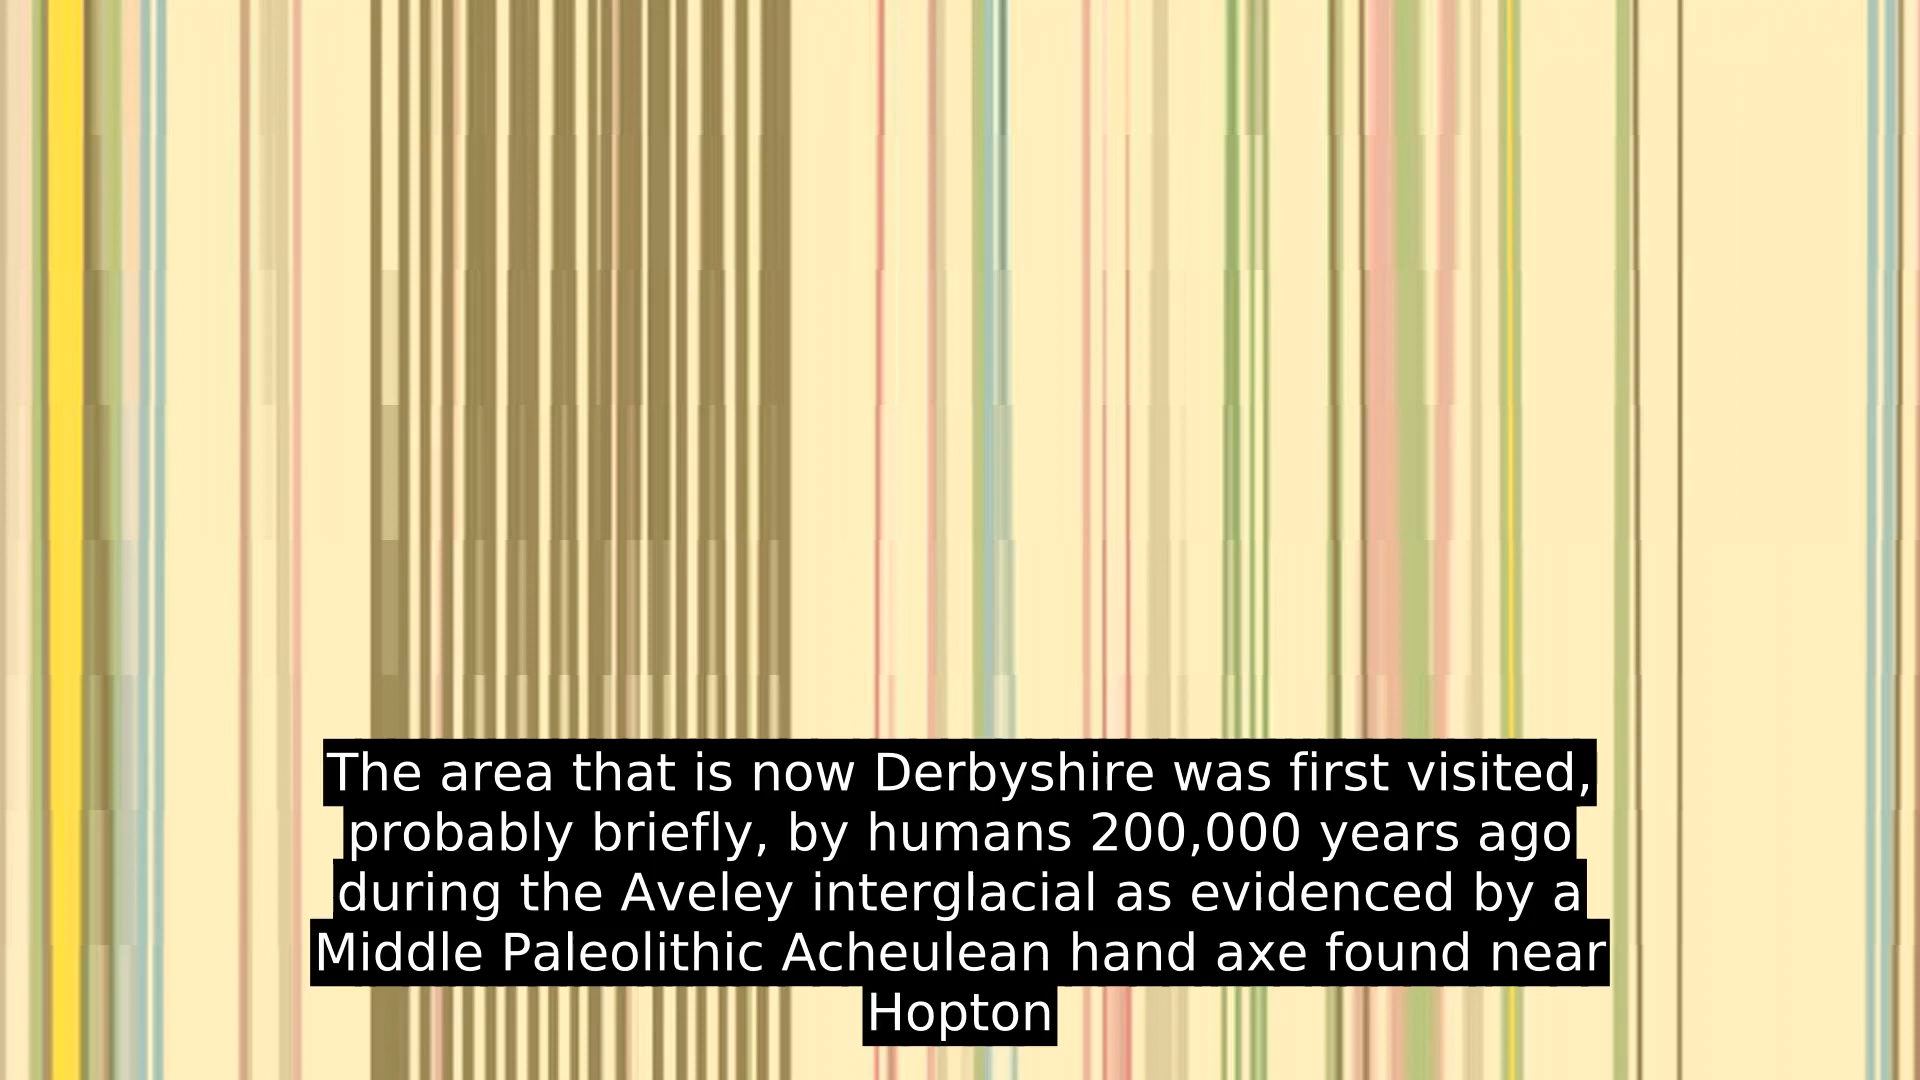 The area that is now Derbyshire was first visited,
probably briefly, by humans 200,000 years ago
during the Aveley interglacial as evidenced by a
Middle Paleolithic Acheulean hand axe found near
Hopton